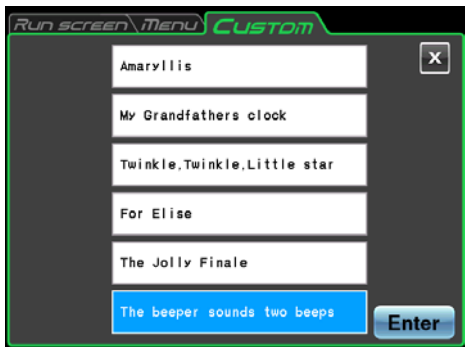 Run screen Menu Custom
X
Amaryllis
My Grandfathers clock
Twinkle,Twinkle,Little star
For Elise
The Jolly Finale
The beeper sounds two beeps
Enter